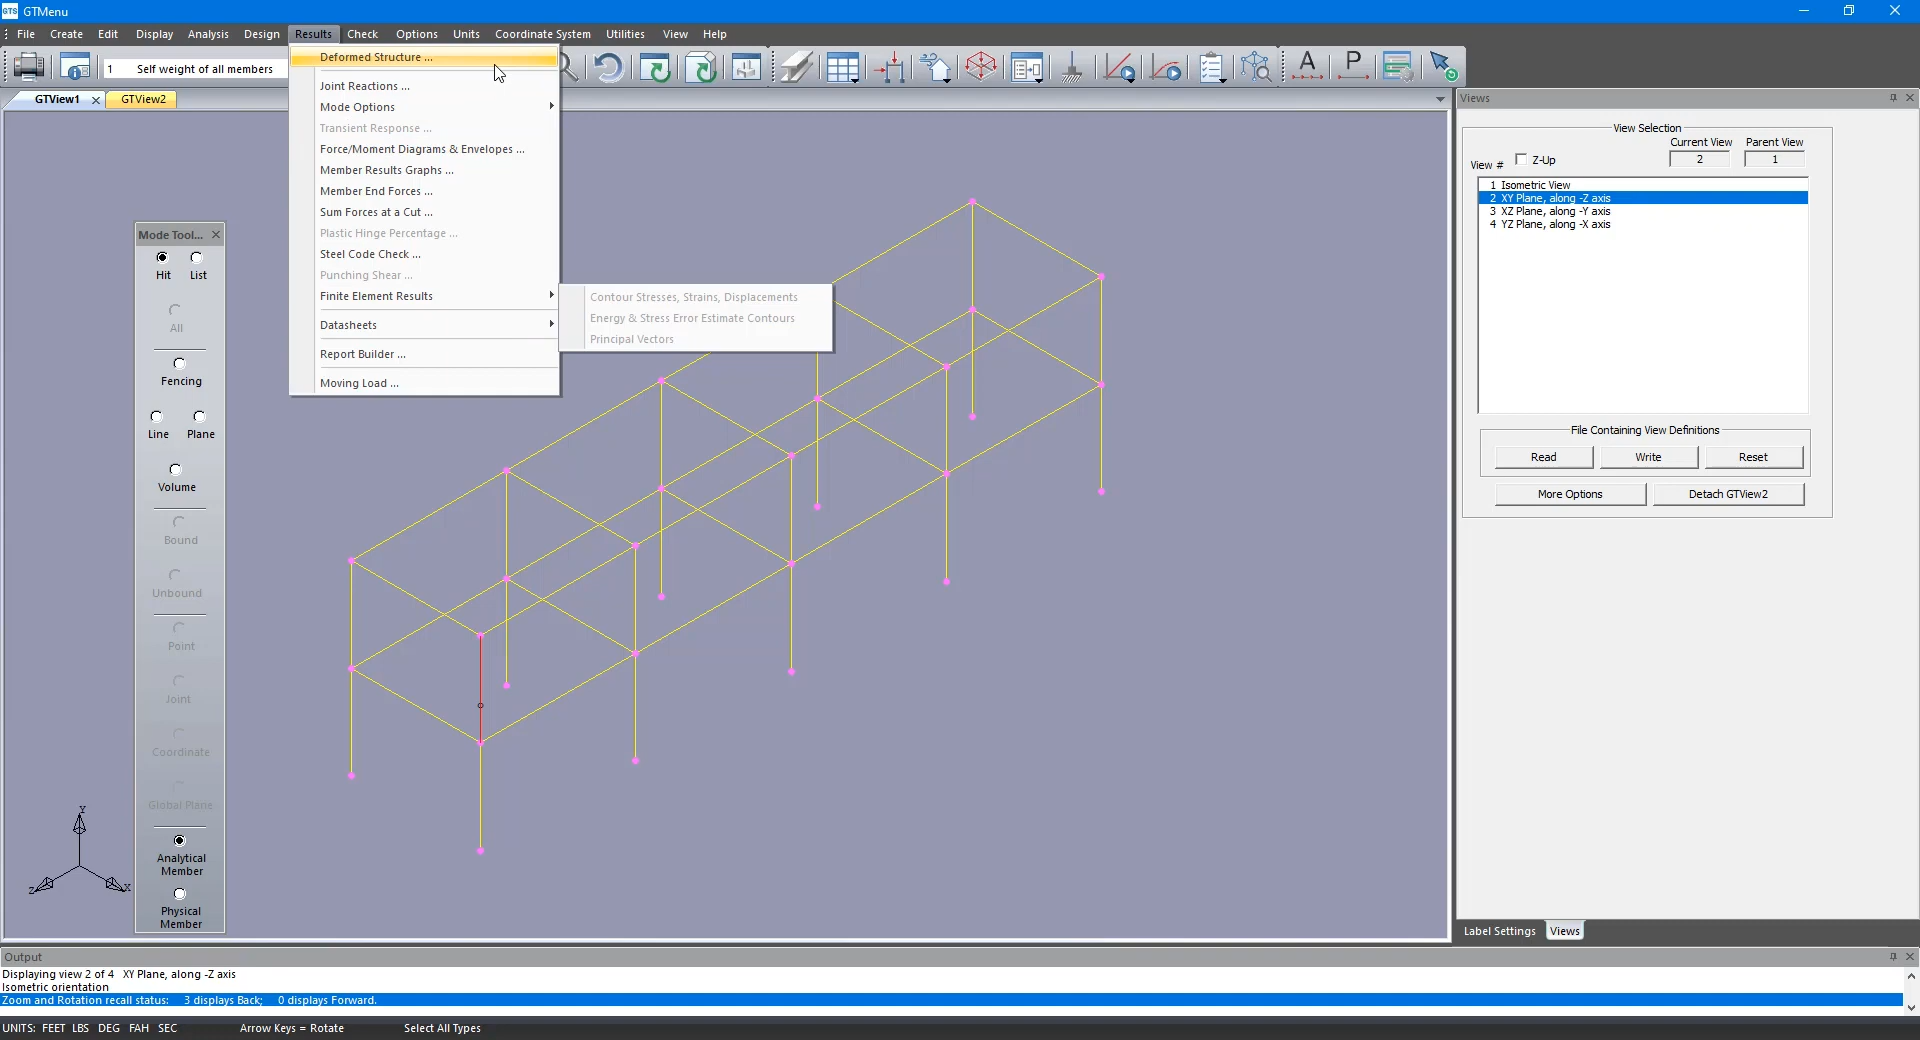 GTS GTMenu
File Create Edit Display Analysis Design Results Check Options Units Coordinate System Utilities View Help
1 Self weight of all members
A P
GTView1 GTView2
Deformed Structure ...
Joint Reactions ...
Mode Options
Transient Response ...
Force/Moment Diagrams & Envelopes ...
Member Results Graphs ...
Member End Forces ...
Sum Forces at a Cut ...
Plastic Hinge Percentage ...
Steel Code Check ...
Punching Shear ...
Finite Element Results
Datasheets
Report Builder ...
Moving Load ...
Contour Stresses, Strains, Displacements
Energy & Stress Error Estimate Contours
Principal Vectors
Mode Tool...
Hit List
All
Fencing
Line Plane
Volume
Bound
Unbound
Point
Joint
Coordinate
Global Plane
Analytical
Member
Physical
Member
Y
Z X
Views
View Selection
Current View Parent View
View # Z-Up 2 1
1 Isometric View
2 XY Plane, along -Z axis
3 XZ Plane, along -Y axis
4 YZ Plane, along -X axis
File Containing View Definitions
Read Write Reset
More Options Detach GTView2
Label Settings Views
Output
Displaying view 2 of 4 XY Plane, along -Z axis
Isometric orientation
Zoom and Rotation recall status: 3 displays Back; 0 displays Forward.
UNITS: FEET LBS DEG FAH SEC Arrow Keys = Rotate Select All Types